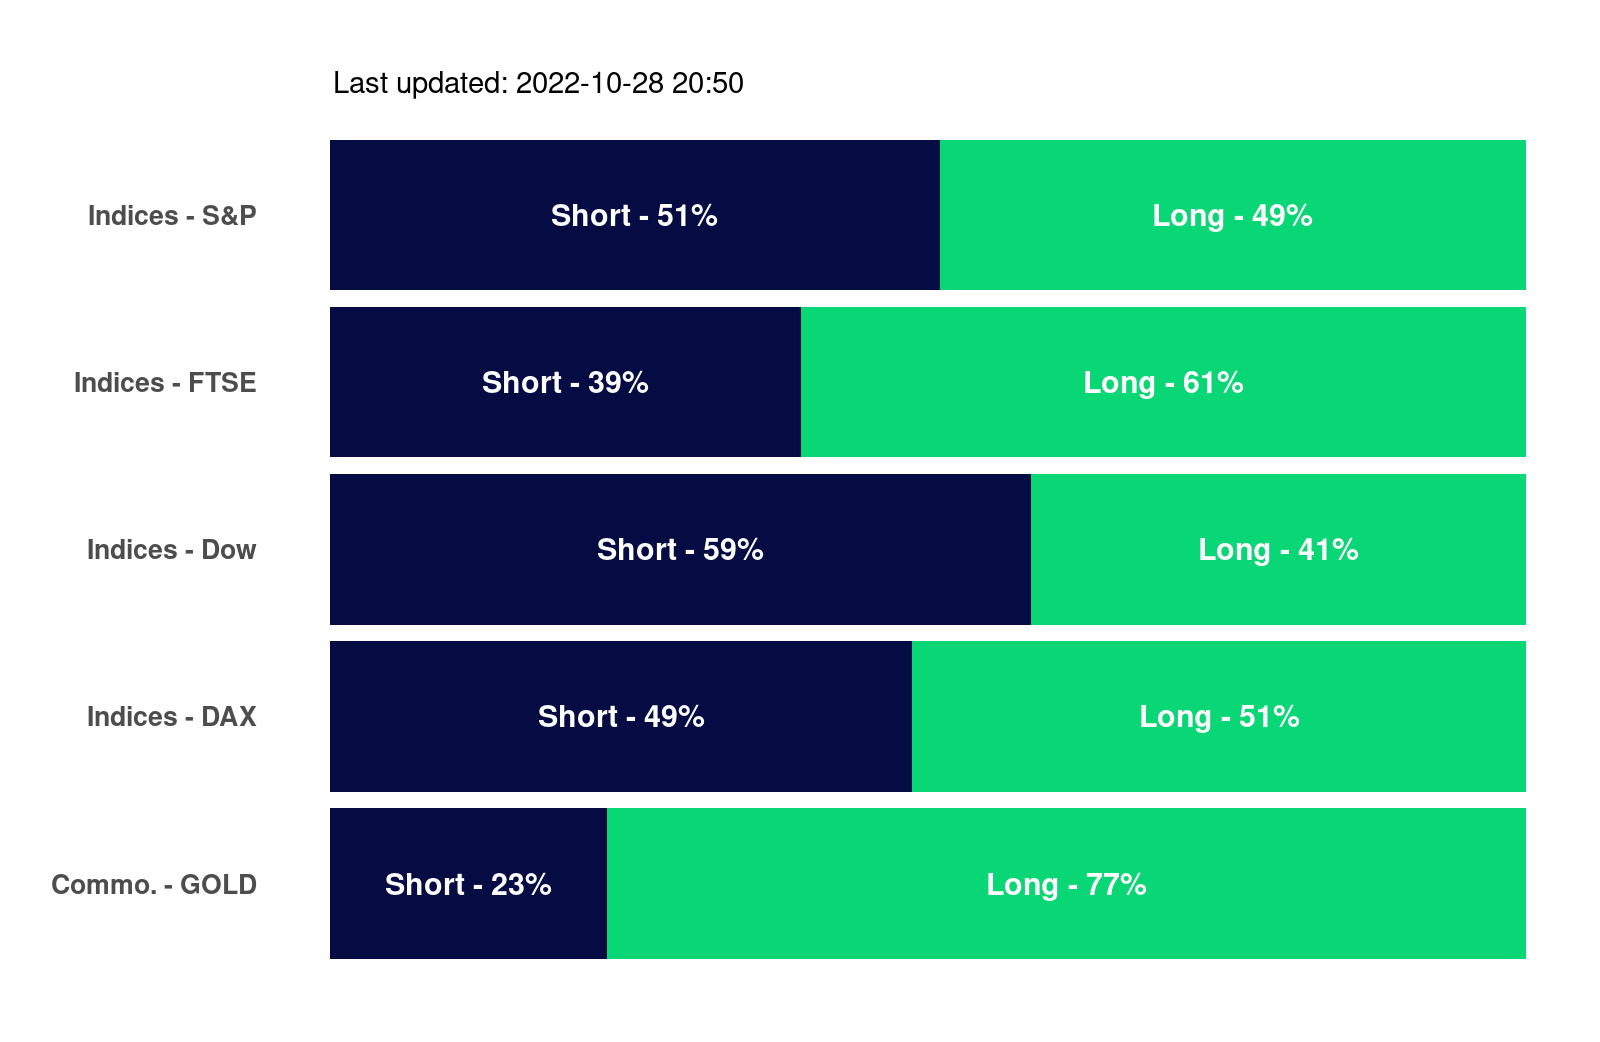 Last updated: 2022-10-28 20:50
Indices - S&P Short - 51% Long - 49%
Indices - FTSE Short - 39% Long - 61%
Indices - Dow Short - 59% Long - 41%
Indices - DAX Short - 49% Long - 51%
Commo. - GOLD Short - 23% Long - 77%